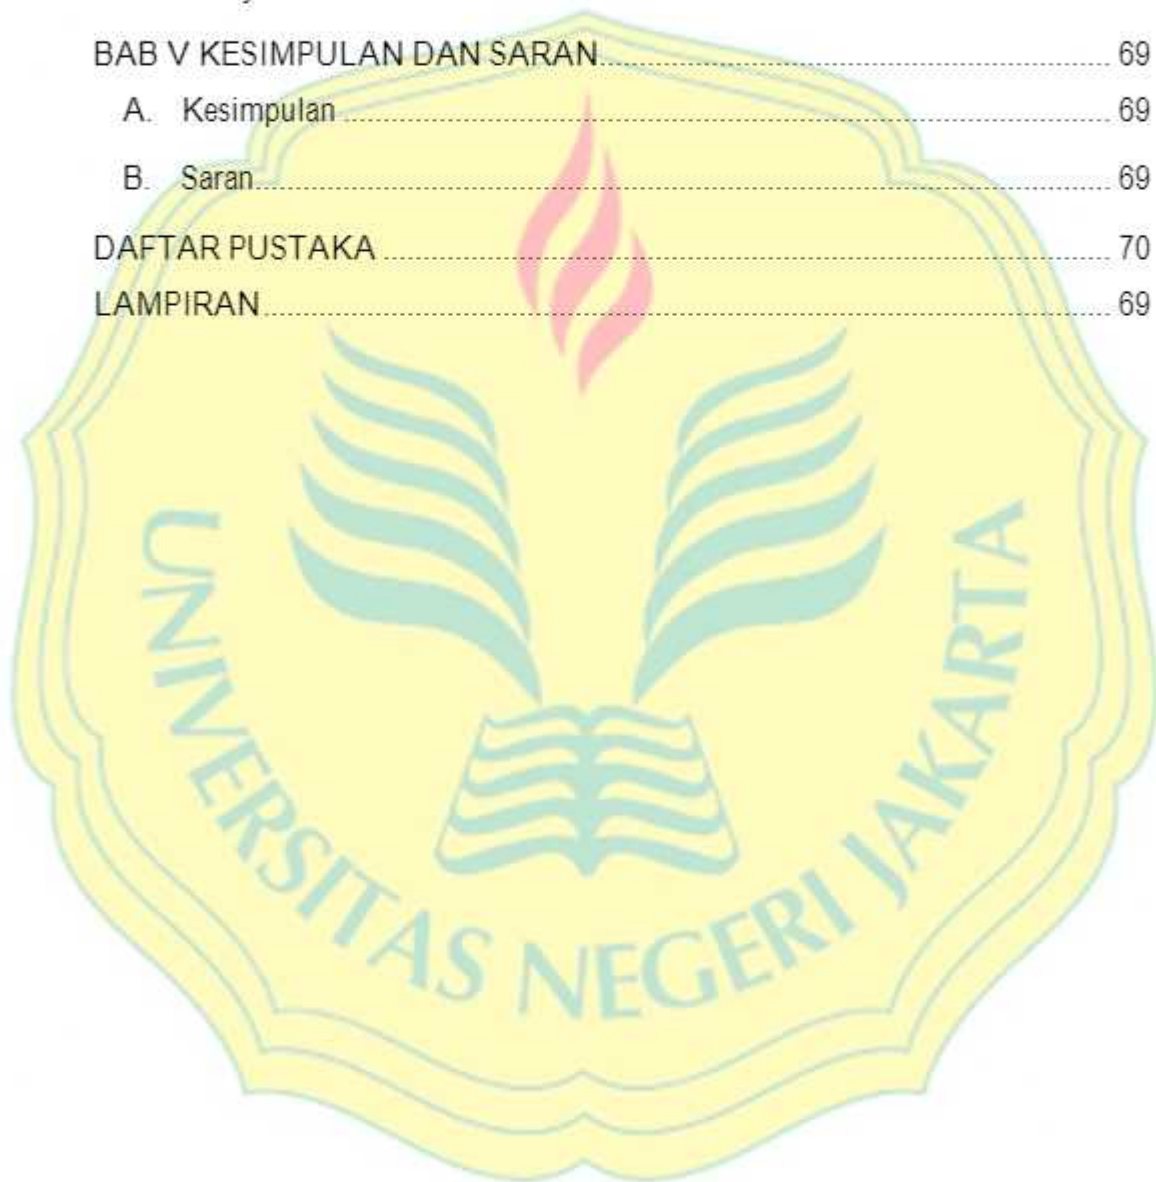 BAB V KESIMPULAN DAN SARAN 69
A. Kesimpulan 69
B. Saran 69
DAFTAR PUSTAKA 70
LAMPIRAN 69
UNIVERSITAS NEGERI JAKARTA